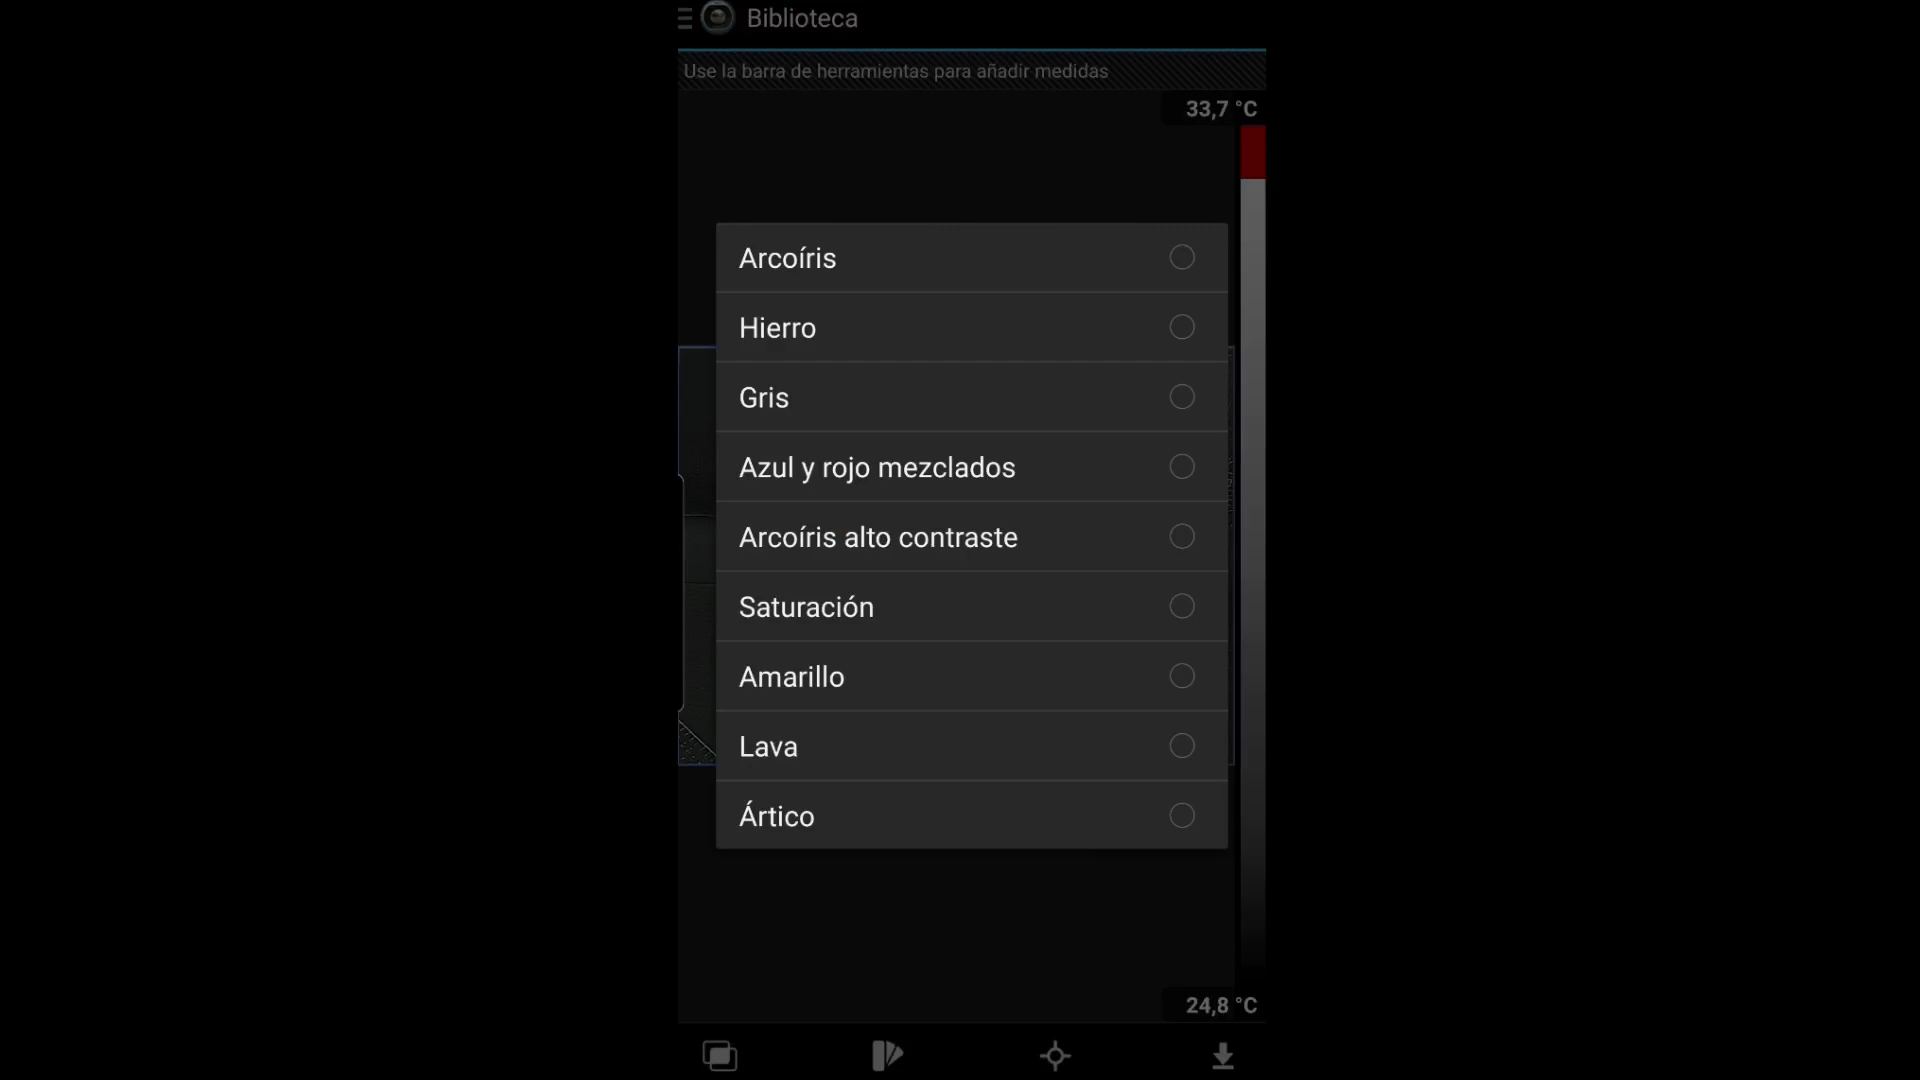 Biblioteca
Use la barra de herramientas para añadir medidas
33,7 °C
Arcoíris
Hierro
Gris
Azul y rojo mezclados
Arcoíris alto contraste
Saturación
Amarillo
Lava
Ártico
24,8 °C